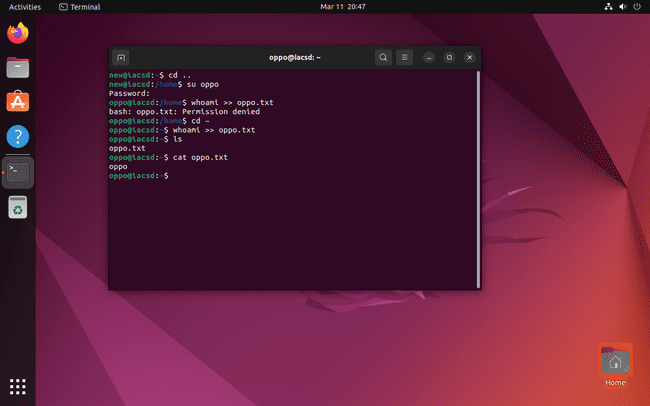 Activities
Terminal
Mar 11 20:47
oppo@iacsd: ~
new@iacsd:~$ cd ..
new@iacsd:/home$ su oppo
Password:
oppo@iacsd:/home$ whoami >> oppo.txt
bash: oppo.txt: Permission denied
oppo@iacsd:/home$ cd ~
oppo@iacsd:~$ whoami >> oppo.txt
oppo@iacsd:~$ ls
oppo.txt
oppo@iacsd:~$ cat oppo.txt
oppo
oppo@iacsd:~$
Home